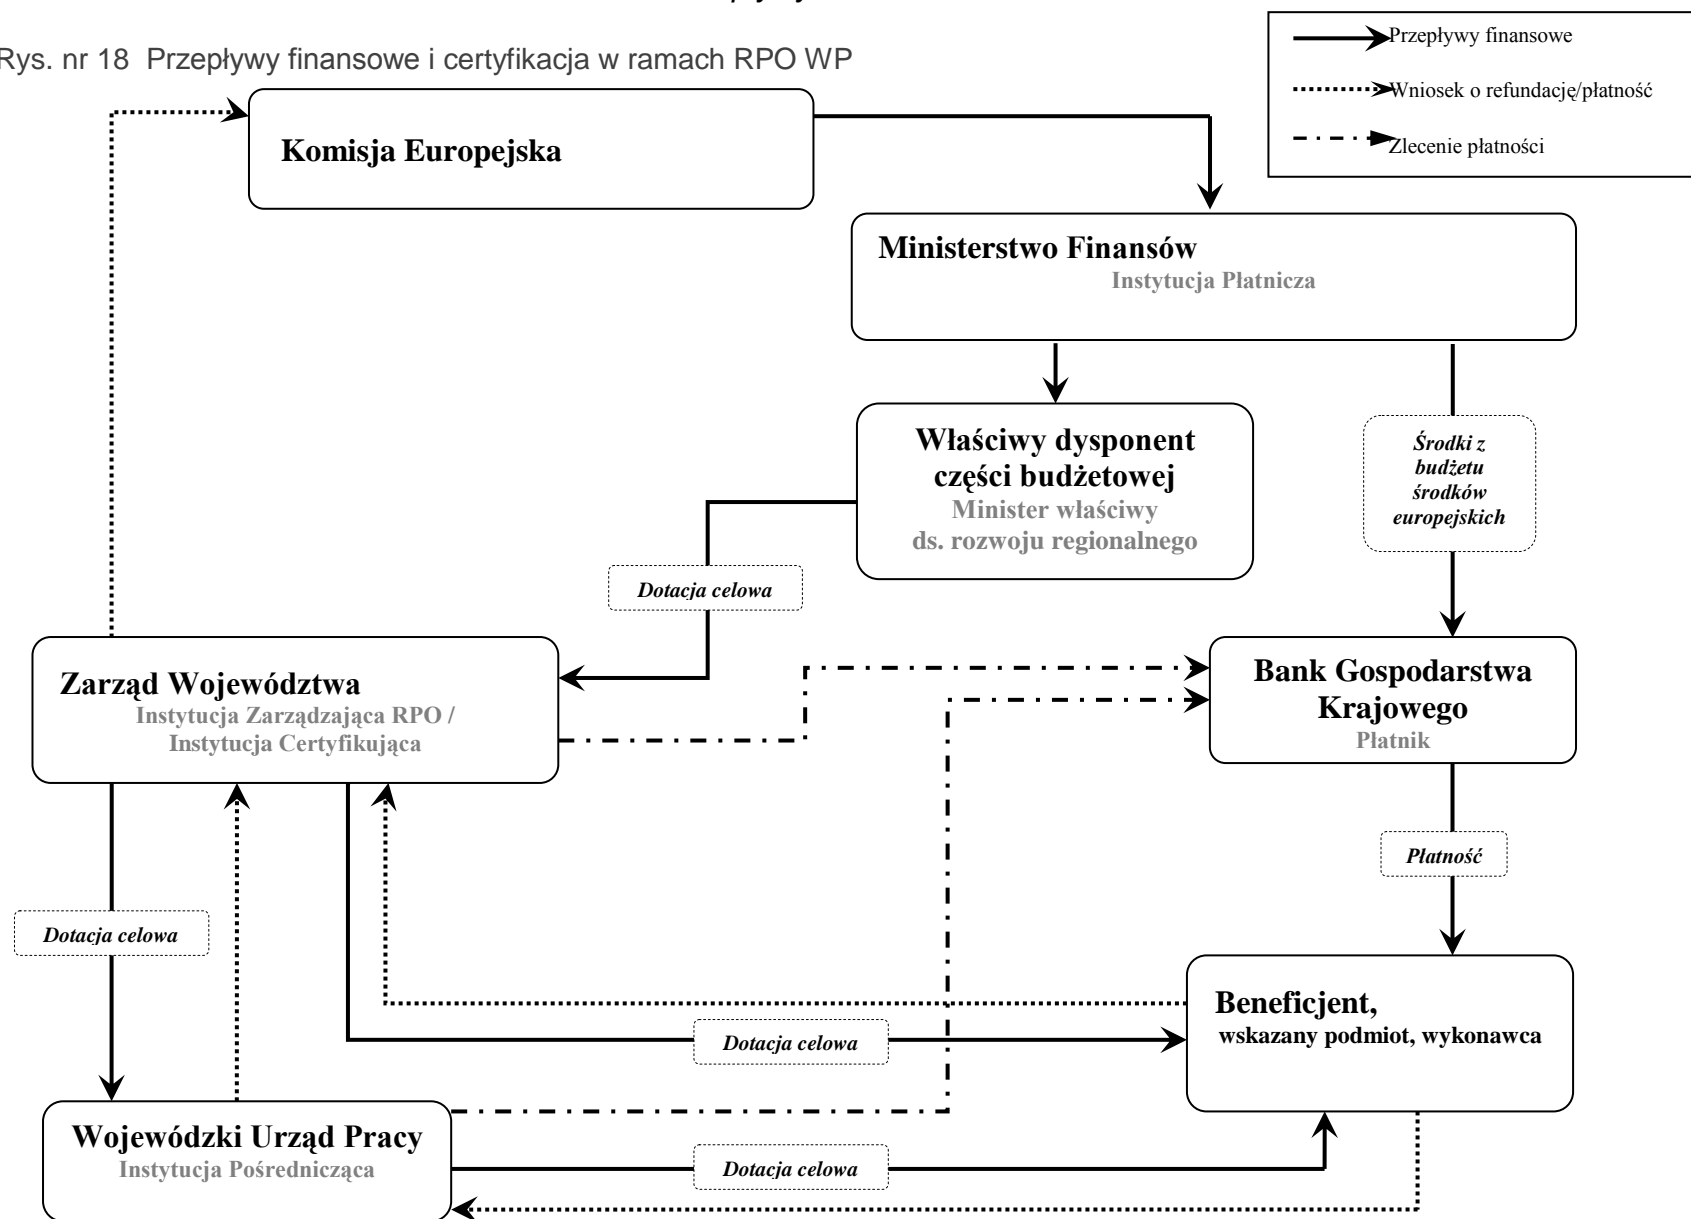 Rys. nr 18 Przepływy finansowe i certyfikacja w ramach RPO WP
Przepływy finansowe
Wniosek o refundację/płatność
Zlecenie płatności
Komisja Europejska
Ministerstwo Finansów
Instytucja Płatnicza
Właściwy dysponent
części budżetowej
Minister właściwy
ds. rozwoju regionalnego
Środki z
budżetu
środków
europejskich
Dotacja celowa
Zarząd Województwa
Instytucja Zarządzająca RPO /
Instytucja Certyfikująca
Bank Gospodarstwa
Krajowego
Płatnik
Płatność
Dotacja celowa
Beneficjent,
wskazany podmiot, wykonawca
Dotacja celowa
Wojewódzki Urząd Pracy
Instytucja Pośrednicząca
Dotacja celowa